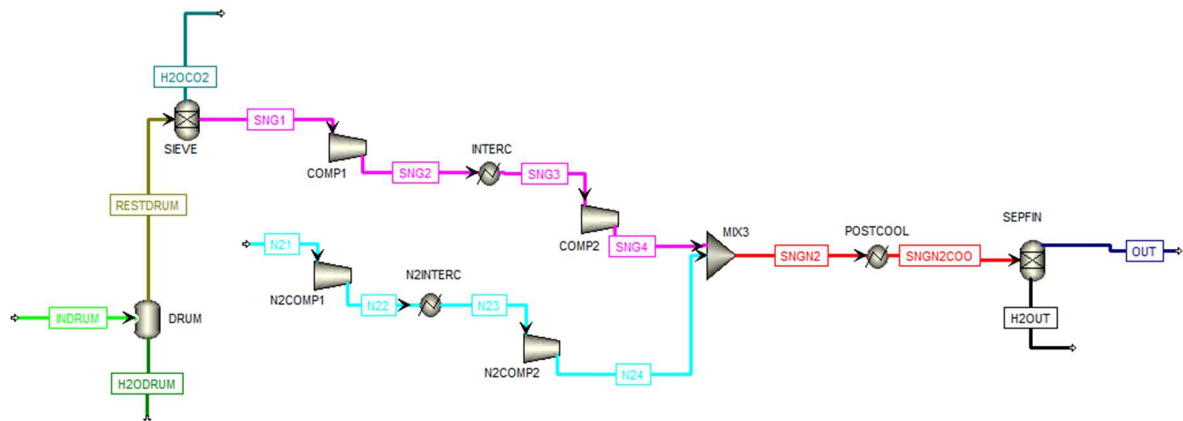 H2OCO2
SIEVE
SNG1
COMP1
SNG2
INTERC
SNG3
COMP2
SNG4
RESTDRUM
N21
N2COMP1
N22
N2INTERC
N23
N2COMP2
N24
MIX3
SNGN2
POSTCOOL
SNGN2COO
SEPFIN
OUT
H2OUT
INDRUM
DRUM
H2ODRUM